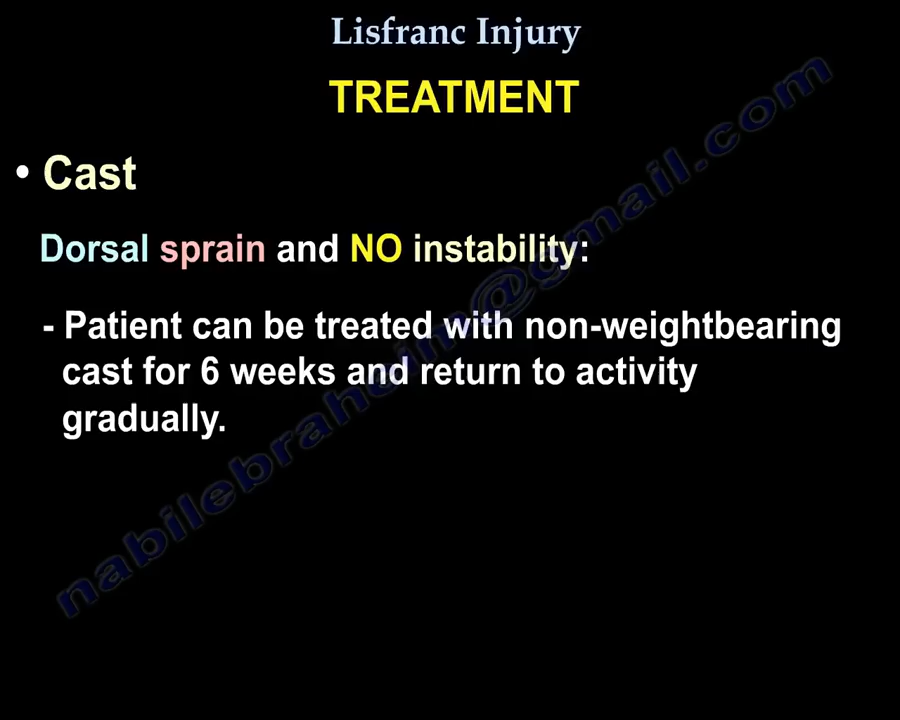 Lisfranc Injury
TREATMENT
• Cast
Dorsal sprain and NO instability:
- Patient can be treated with non-weightbearing
cast for 6 weeks and return to activity
gradually.
nabilebraheim@gmail.com